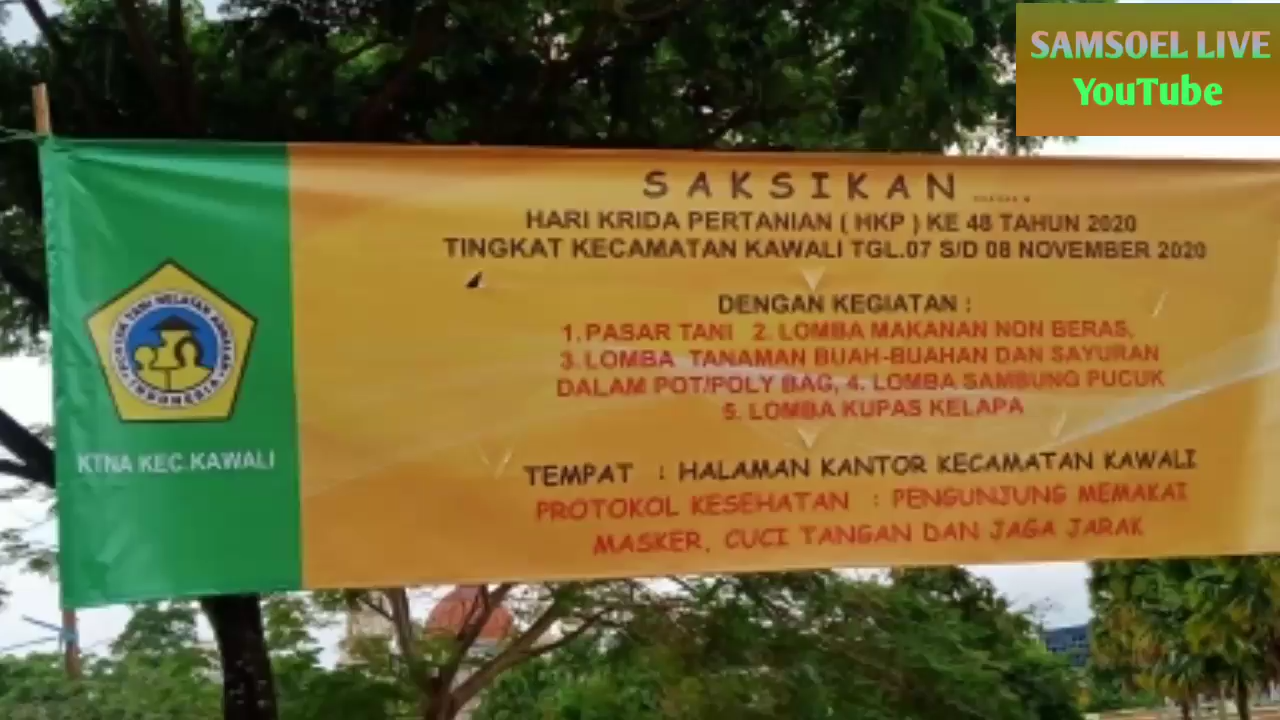 SAMSOEL LIVE
YouTube
SAKSIKAN
HARI KRIDA PERTANIAN ( HKP ) KE 48 TAHUN 2020
TINGKAT KECAMATAN KAWALI TGL.07 S/D 08 NOVEMBER 2020
DENGAN KEGIATAN :
1. PASAR TANI 2. LOMBA MAKANAN NON BERAS,
3. LOMBA TANAMAN BUAH-BUAHAN DAN SAYURAN
DALAM POT/POLY BAG, 4. LOMBA SAMBUNG PUCUK
5. LOMBA KUPAS KELAPA
TEMPAT : HALAMAN KANTOR KECAMATAN KAWALI
PROTOKOL KESEHATAN : PENGUNJUNG MEMAKAI
MASKER, CUCI TANGAN DAN JAGA JARAK
TANI NELAYAN
INDONESIA
KTNA KEC.KAWALI